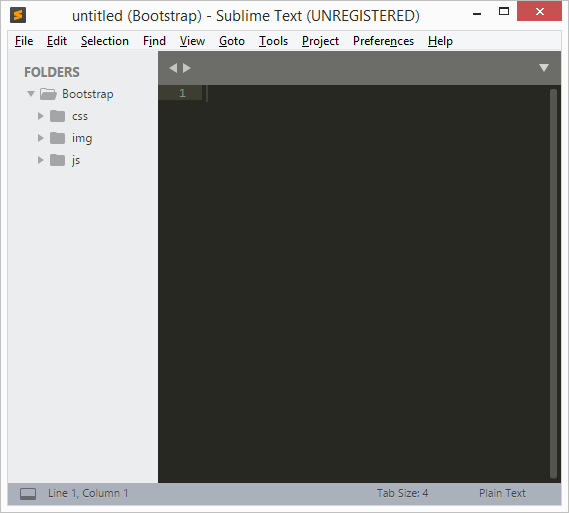 untitled (Bootstrap) - Sublime Text (UNREGISTERED)
File Edit Selection Find View Goto Tools Project Preferences Help
FOLDERS
Bootstrap
css
img
js
1
Line 1, Column 1 Tab Size: 4 Plain Text